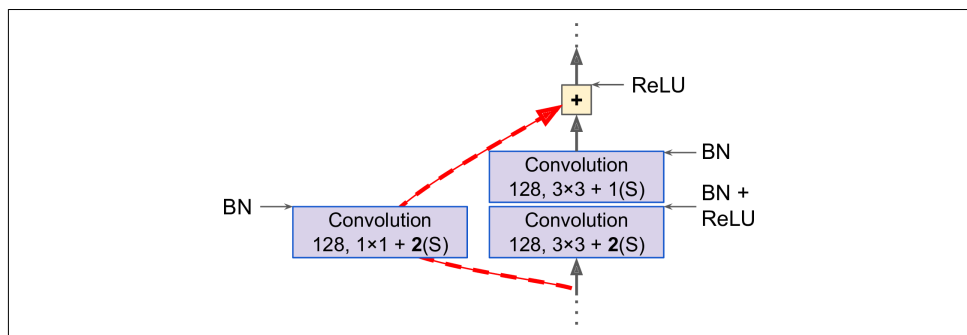 ReLU
+
Convolution
128, 3×3 + 1(S)
BN
BN +
ReLU
BN
Convolution
128, 1×1 + 2(S)
Convolution
128, 3×3 + 2(S)